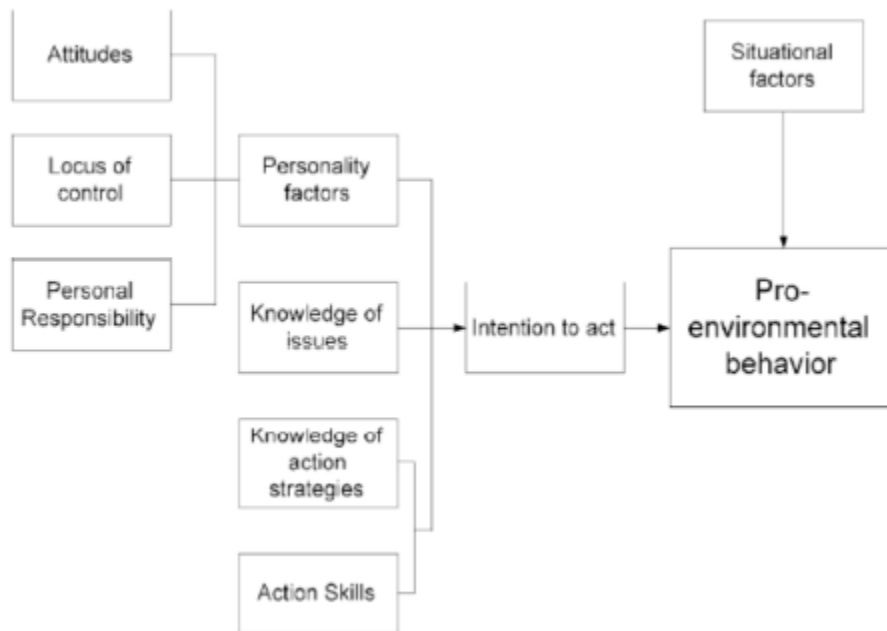 Attitudes
Situational
factors
Locus of
control
Personality
factors
Personal
Responsibility
Knowledge of
issues
Intention to act
Pro-
environmental
behavior
Knowledge of
action
strategies
Action Skills